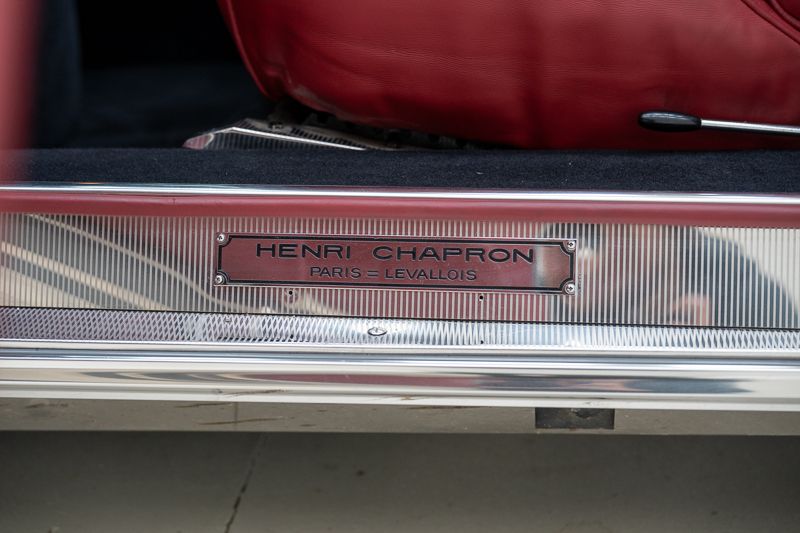 HENRI CHAPRON
PARIS = LEVALLOIS